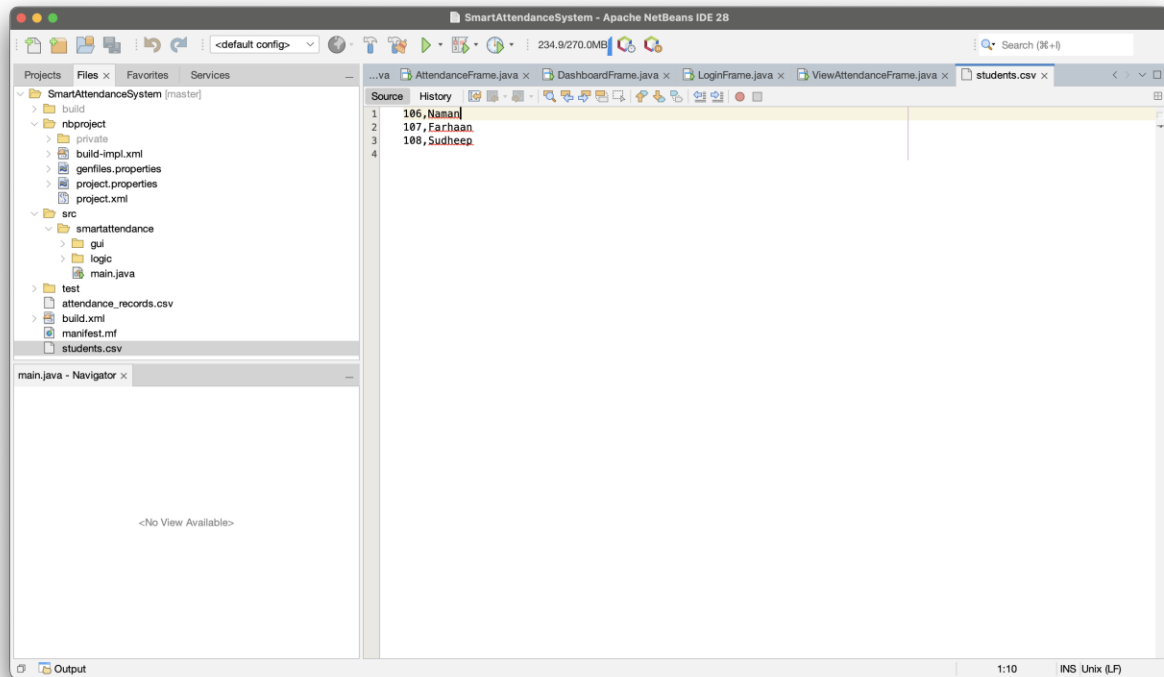 SmartAttendanceSystem - Apache NetBeans IDE 28
<default config>
234.9/270.0MB
Search (⌘+I)
Projects Files Favorites Services
SmartAttendanceSystem [master]
build
nbproject
private
build-impl.xml
genfiles.properties
project.properties
project.xml
src
smartattendance
gui
logic
main.java
test
attendance_records.csv
build.xml
manifest.mf
students.csv
main.java - Navigator
<No View Available>
...va AttendanceFrame.java DashboardFrame.java LoginFrame.java ViewAttendanceFrame.java students.csv
Source History
1 106,Naman
2 107,Farhaan
3 108,Sudheep
4
Output
1:10 INS Unix (LF)